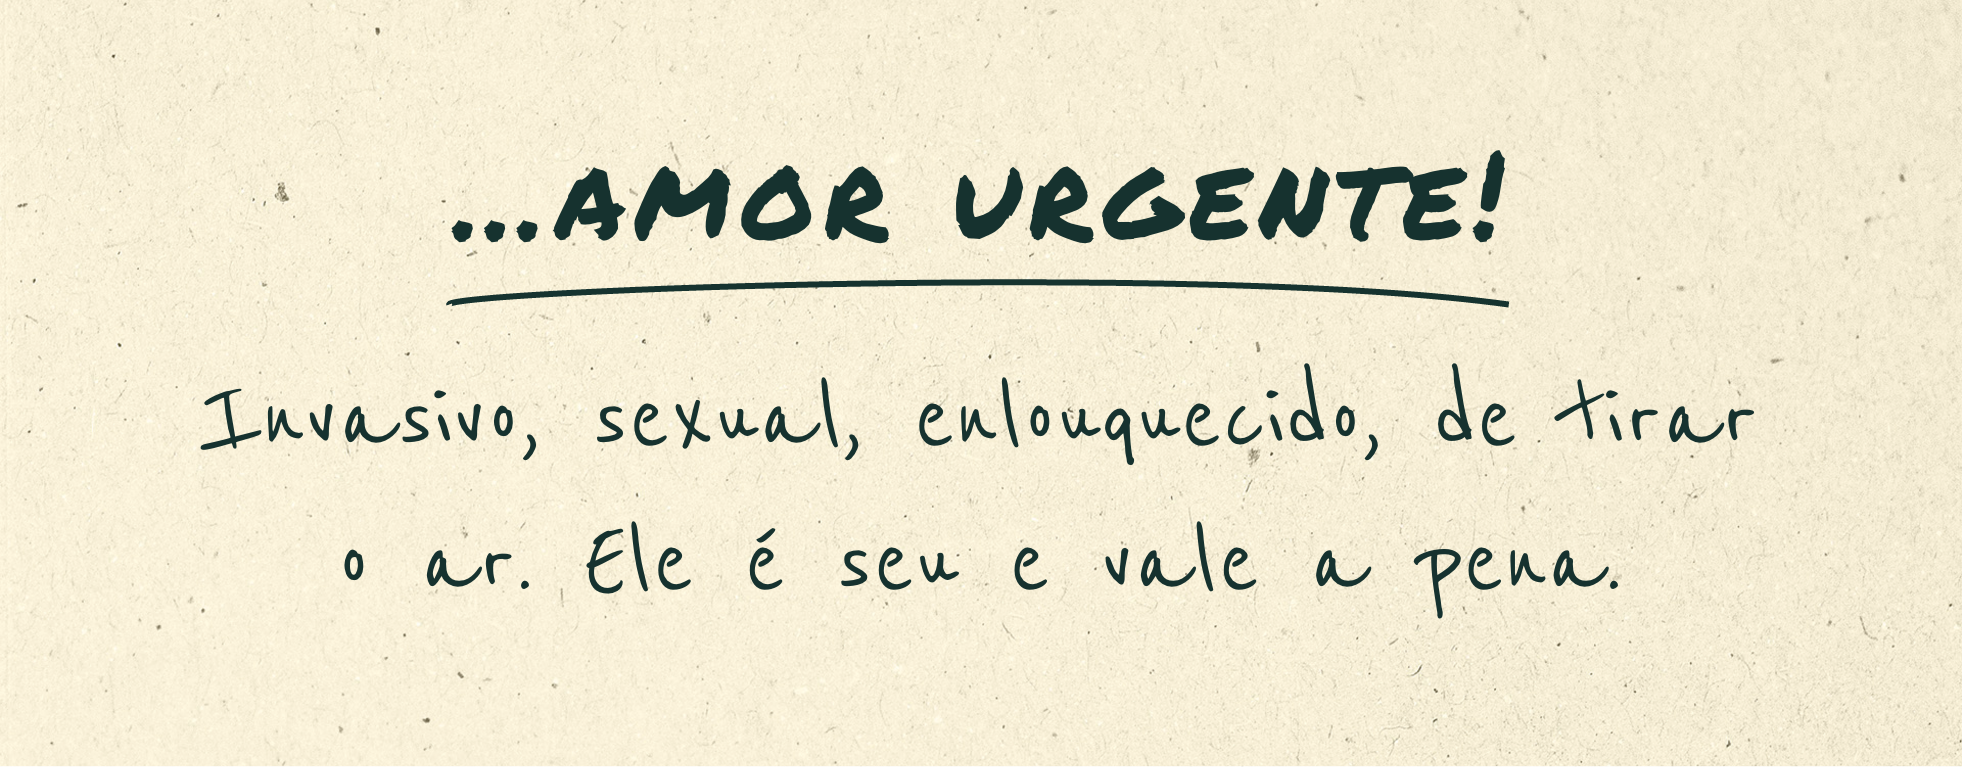 ...AMOR URGENTE!
Invasivo, sexual, enlouquecido, de tirar
o ar. Ele é seu e vale a pena.